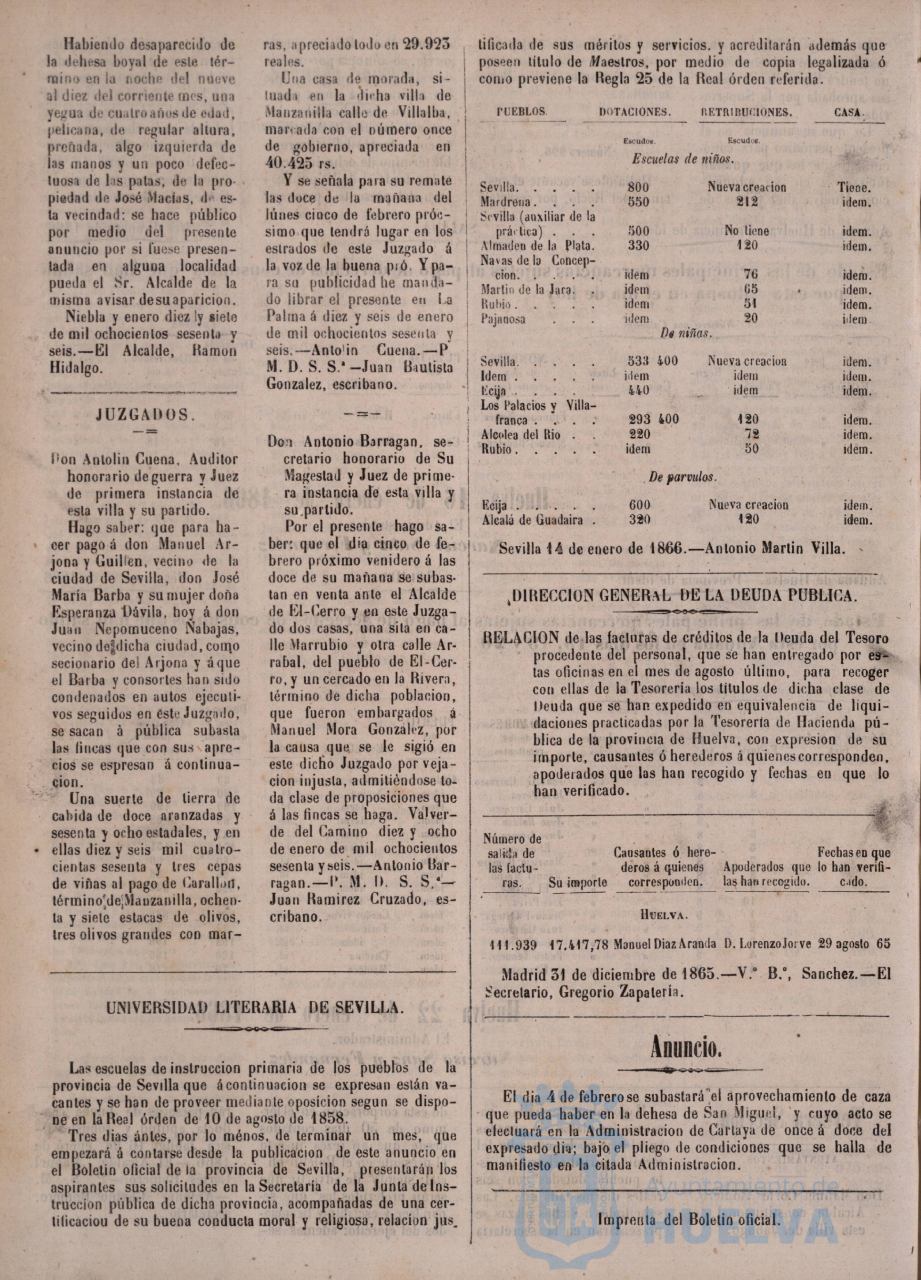 Habiendo desaparecido de
la dehesa boyal de este tér-
mino en la noche del nueve
al diez del corriente mes, una
yegua de cuatro años de edad,
pelicana, de regular altura,
preñada, algo izquierda de
las manos y un poco defec-
tuosa de las patas, de la pro-
piedad de José Macías, de es-
ta vecindad: se hace público
por medio del presente
anuncio por si fuese presen-
tada en alguna localidad
pueda el Sr. Alcalde de la
misma avisar desu aparicion.
Niebla y enero diez y siete
de mil ochocientos sesenta y
seis.—El Alcalde, Ramon
Hidalgo.
JUZGADOS.
Don Antolin Cuena, Auditor
honorario de guerra y Juez
de primera instancia de
esta villa y su partido.
Hago saber: que para ha-
cer pago á don Manuel Ar-
jona y Guillen, vecino de la
ciudad de Sevilla, don José
María Barba y su mujer doña
Esperanza Dávila, hoy á don
Juan Nepomuceno Nabajas,
vecino de dicha ciudad, como
secionario del Arjona y á que
el Barba y consortes han sido
condenados en autos ejecuti-
vos seguidos en este Juzgado,
se sacan á pública subasta
las fincas que con sus apre-
cios se espresan á continua-
cion.
Una suerte de tierra de
cabida de doce aranzadas y
sesenta y ocho estadales, y en
ellas diez y seis mil cuatro-
cientas sesenta y tres cepas
de viñas al pago de Carallon,
término de Manzanilla, ochen-
ta y siete estacas de olivos,
tres olivos grandes con mar-
ras, apreciado todo en 29.923
reales.
Una casa de morada, si-
tuada en la dicha villa de
Manzanilla calle de Villalba,
marcada con el número once
de gobierno, apreciada en
40.425 rs.
Y se señala para su remate
las doce de la mañana del
lúnes cinco de febrero próc-
simo que tendrá lugar en los
estrados de este Juzgado á
la voz de la buena pró. Y pa-
ra su publicidad he manda-
do librar el presente en La
Palma á diez y seis de enero
de mil ochocientos sesenta y
seis.—Antolin Cuena.—P
M. D. S. S.ª—Juan Bautista
Gonzalez, escribano.
—=—
Don Antonio Barragan, se-
cretario honorario de Su
Magestad y Juez de prime-
ra instancia de esta villa y
su partido.
Por el presente hago sa-
ber: que el dia cinco de fe-
brero próximo venidero á las
doce de su mañana se subas-
tan en venta ante el Alcalde
de El-Cerro y en este Juzga-
do dos casas, una sita en ca-
lle Marrubio y otra calle Ar-
rabal, del pueblo de El-Cer-
ro, y un cercado en la Rivera,
término de dicha poblacion,
que fueron embargados á
Manuel Mora Gonzalez, por
la causa que se le sigió en
este dicho Juzgado por veja-
cion injusta, admitiéndose to-
da clase de proposiciones que
á las fincas se haga. Valver-
de del Camino diez y ocho
de enero de mil ochocientos
sesenta y seis.—Antonio Bar-
ragan.—P. M. D. S. S.ª—
Juan Ramirez Cruzado, es-
cribano.
UNIVERSIDAD LITERARIA DE SEVILLA.
Las escuelas de instruccion primaria de los pueblos de la
provincia de Sevilla que á continuacion se expresan están va-
cantes y se han de proveer mediante oposicion segun se dispo-
ne en la Real órden de 10 de agosto de 1858.
Tres dias ántes, por lo ménos, de terminar un mes, que
empezará á contarse desde la publicacion de este anuncio en
el Boletin oficial de la provincia de Sevilla, presentarán los
aspirantes sus solicitudes en la Secretaría de la Junta de Ins-
truccion pública de dicha provincia, acompañadas de una cer-
tificaciou de su buena conducta moral y religiosa, relacion jus-
tificada de sus méritos y servicios. y acreditarán además que
poseen título de Maestros, por medio de copia legalizada ó
como previene la Regla 25 de la Real órden referida.
PUEBLOS. DOTACIONES. RETRIBUCIONES. CASA.
Escudos. Escudos.
Escuelas de niños.
Sevilla. . . . . 800 Nueva creacion Tiene.
Mardrena. . . . 550 212 idem.
Sevilla (auxiliar de la
práctica) . . . 500 No tiene idem.
Almaden de la Plata. 330 120 idem.
Navas de la Concep-
cion. . . . . idem 76 idem.
Martin de la Jara. . idem 65 idem.
Rubio . . . . . idem 51 idem.
Pajanosa . . . idem 20 idem.
De niñas.
Sevilla. . . . . 533 400 Nueva creacion idem.
Idem . . . . . idem idem idem.
Ecija . . . . . 440 idem idem.
Los Palacios y Villa-
franca . . . . 293 400 120 idem.
Alcolea del Rio . . 220 72 idem.
Rubio . . . . . idem 50 idem.
De parvulos.
Ecija . . . . . 600 Nueva creacion idem.
Alcalá de Guadaira . 320 120 idem.
Sevilla 14 de enero de 1866.—Antonio Martin Villa.
DIRECCION GENERAL DE LA DEUDA PUBLICA.
RELACION de las facturas de créditos de la Deuda del Tesoro
procedente del personal, que se han entregado por es-
tas oficinas en el mes de agosto último, para recoger
con ellas de la Tesorería los títulos de dicha clase de
Deuda que se han expedido en equivalencia de liqui-
daciones practicadas por la Tesorería de Hacienda pú-
blica de la provincia de Huelva, con expresion de su
importe, causantes ó herederos á quienes corresponden,
apoderados que las han recogido y fechas en que lo
han verificado.
Número de salida de las factu-ras. Su importe Causantes ó here-deros á quienes corresponden. Apoderados que las han recogido. Fechas en que lo han verifi-cado.
HUELVA.
111.939 17.417,78 Manuel Diaz Aranda D. Lorenzo Jorve 29 agosto 65
Madrid 31 de diciembre de 1865.—V.º B.º, Sanchez.—El
Secretario, Gregorio Zapateria.
Anuncio.
El dia 4 de febrero se subastará el aprovechamiento de caza
que pueda haber en la dehesa de San Miguel, y cuyo acto se
efectuará en la Administracion de Cartaya de once á doce del
expresado dia; bajo el pliego de condiciones que se halla de
manifiesto en la citada Administracion.
Imprenta del Boletin oficial.
Ayuntamiento de
HUELVA